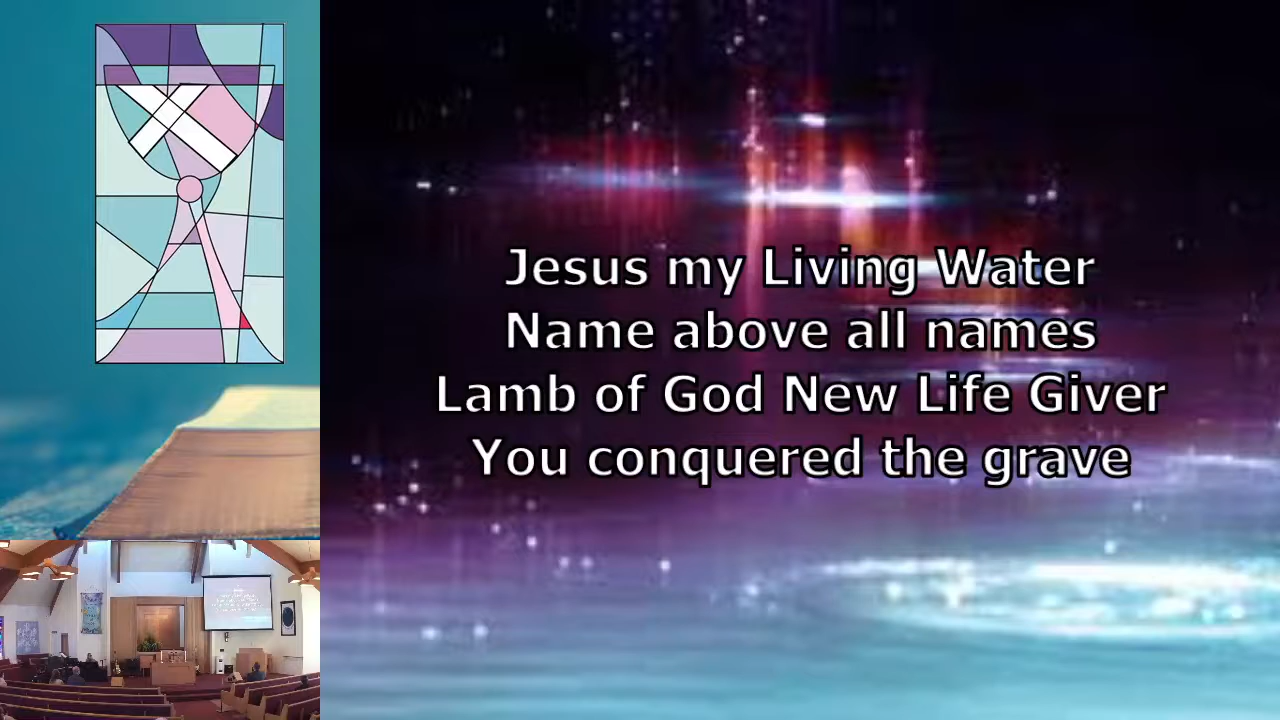 Jesus my Living Water
Name above all names
Lamb of God New Life Giver
You conquered the grave